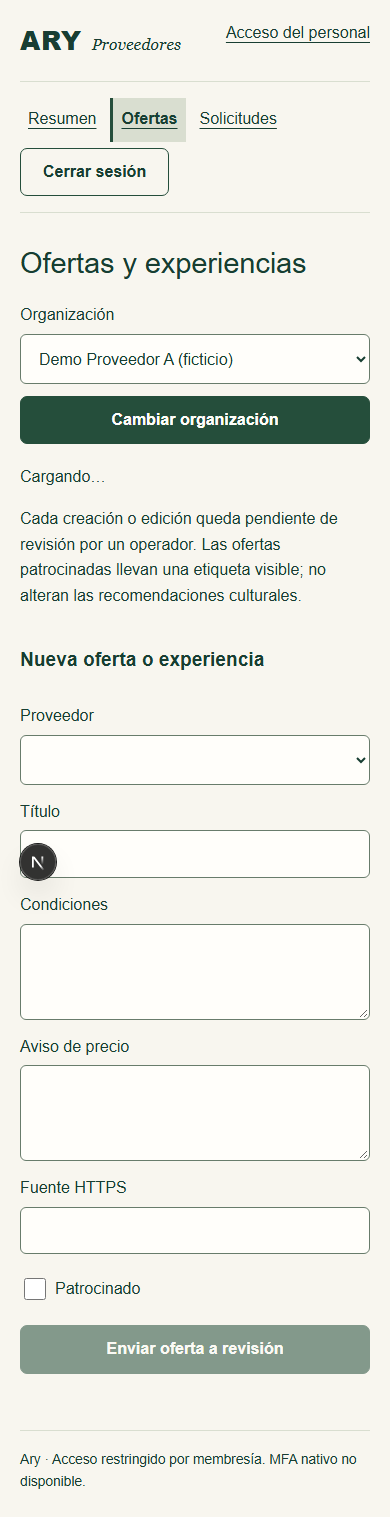 ARY Proveedores
Acceso del personal
Resumen
Ofertas
Solicitudes
Cerrar sesión
Ofertas y experiencias
Organización
Demo Proveedor A (ficticio)
Cambiar organización
Cargando…
Cada creación o edición queda pendiente de
revisión por un operador. Las ofertas
patrocinadas llevan una etiqueta visible; no
alteran las recomendaciones culturales.
Nueva oferta o experiencia
Proveedor
Título
N
Condiciones
Aviso de precio
Fuente HTTPS
Patrocinado
Enviar oferta a revisión
Ary · Acceso restringido por membresía. MFA nativo no
disponible.